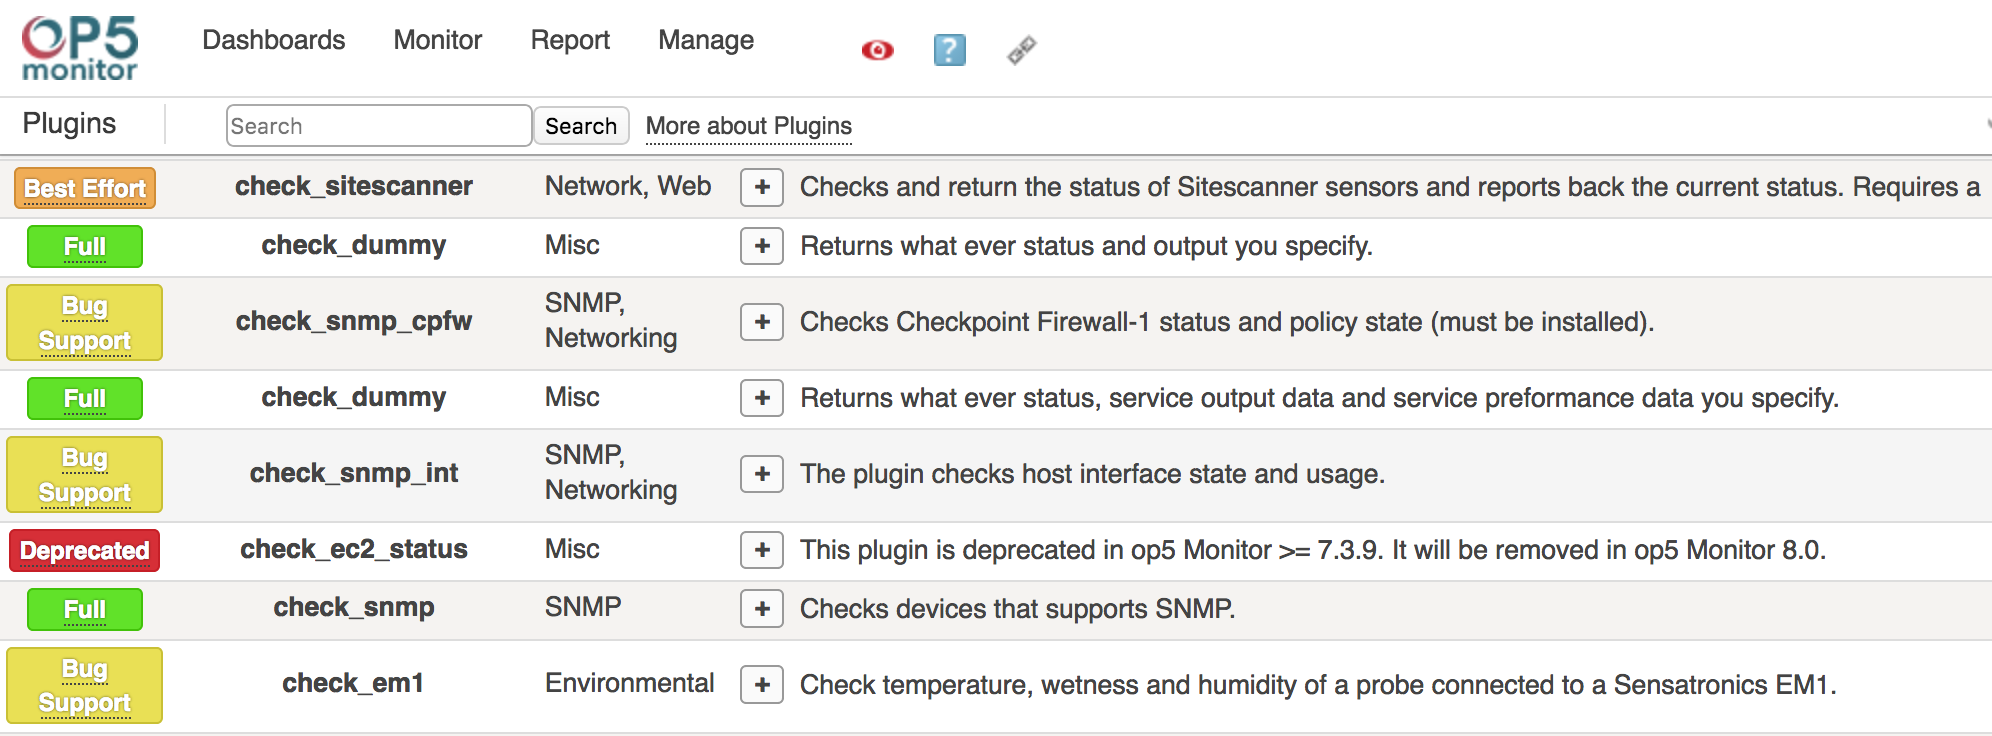 OP5
monitor
Dashboards Monitor Report Manage
?
Plugins Search Search More about Plugins
Best Effort check_sitescanner Network, Web + Checks and return the status of Sitescanner sensors and reports back the current status. Requires a
Full check_dummy Misc + Returns what ever status and output you specify.
Bug
Support check_snmp_cpfw SNMP,
Networking + Checks Checkpoint Firewall-1 status and policy state (must be installed).
Full check_dummy Misc + Returns what ever status, service output data and service preformance data you specify.
Bug
Support check_snmp_int SNMP,
Networking + The plugin checks host interface state and usage.
Deprecated check_ec2_status Misc + This plugin is deprecated in op5 Monitor >= 7.3.9. It will be removed in op5 Monitor 8.0.
Full check_snmp SNMP + Checks devices that supports SNMP.
Bug
Support check_em1 Environmental + Check temperature, wetness and humidity of a probe connected to a Sensatronics EM1.